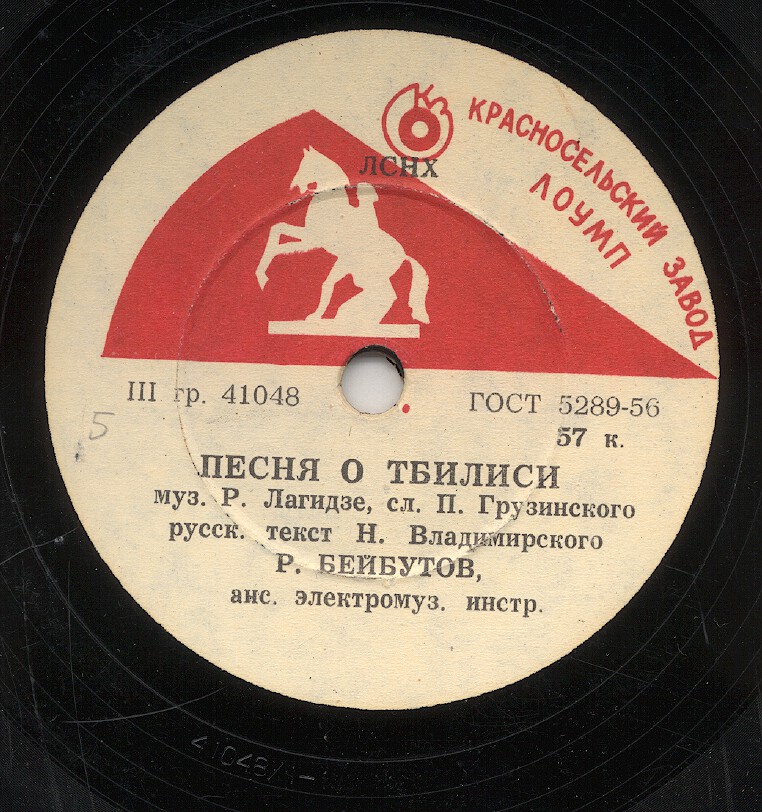 КЗ
ЛСНХ
КРАСНОСЕЛЬСКИЙ ЗАВОД
ЛОУМП
III гр. 41048
ГОСТ 5289-56
57 к.
5
ПЕСНЯ О ТБИЛИСИ
муз. Р. Лагидзе, сл. П. Грузинского
русск. текст Н. Владимирского
Р. БЕЙБУТОВ,
анс. электромуз. инстр.